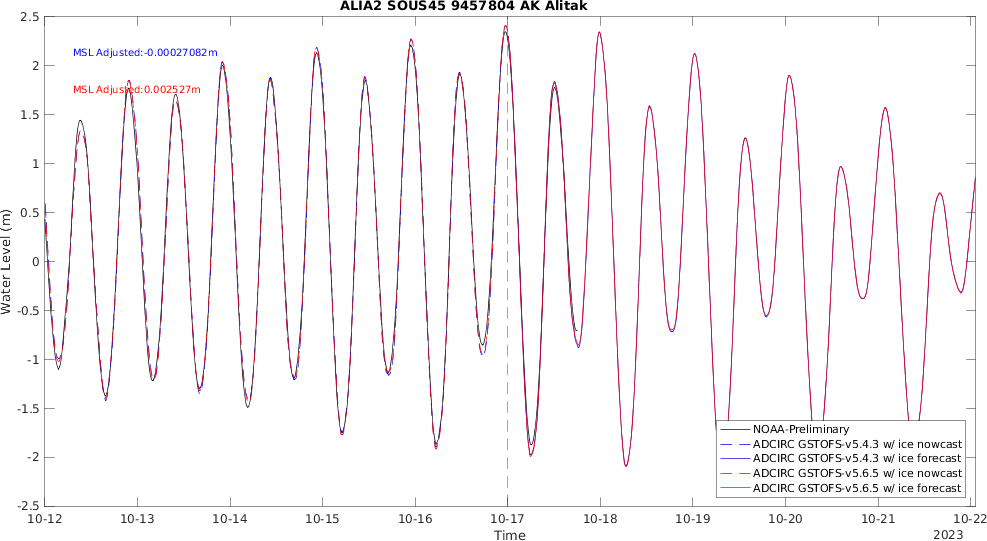 ALIA2 SOUS45 9457804 AK Alitak
MSL Adjusted:-0.00027082m
MSL Adjusted:0.002527m
Water Level (m)
2.5
2
1.5
1
0.5
0
-0.5
-1
-1.5
-2
-2.5
NOAA-Preliminary
ADCIRC GSTOFS-v5.4.3 w/ ice nowcast
ADCIRC GSTOFS-v5.4.3 w/ ice forecast
ADCIRC GSTOFS-v5.6.5 w/ ice nowcast
ADCIRC GSTOFS-v5.6.5 w/ ice forecast
10-12 10-13 10-14 10-15 10-16 10-17 10-18 10-19 10-20 10-21 10-22
Time
2023